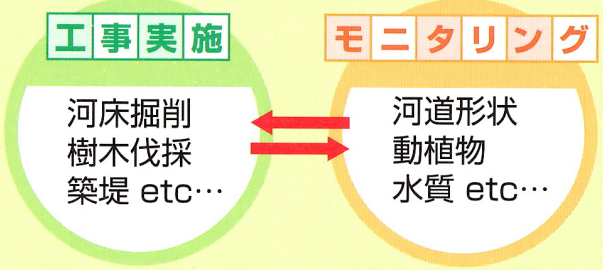 工事実施
河床掘削
樹木伐採
築堤 etc…
モニタリング
河道形状
動植物
水質 etc…